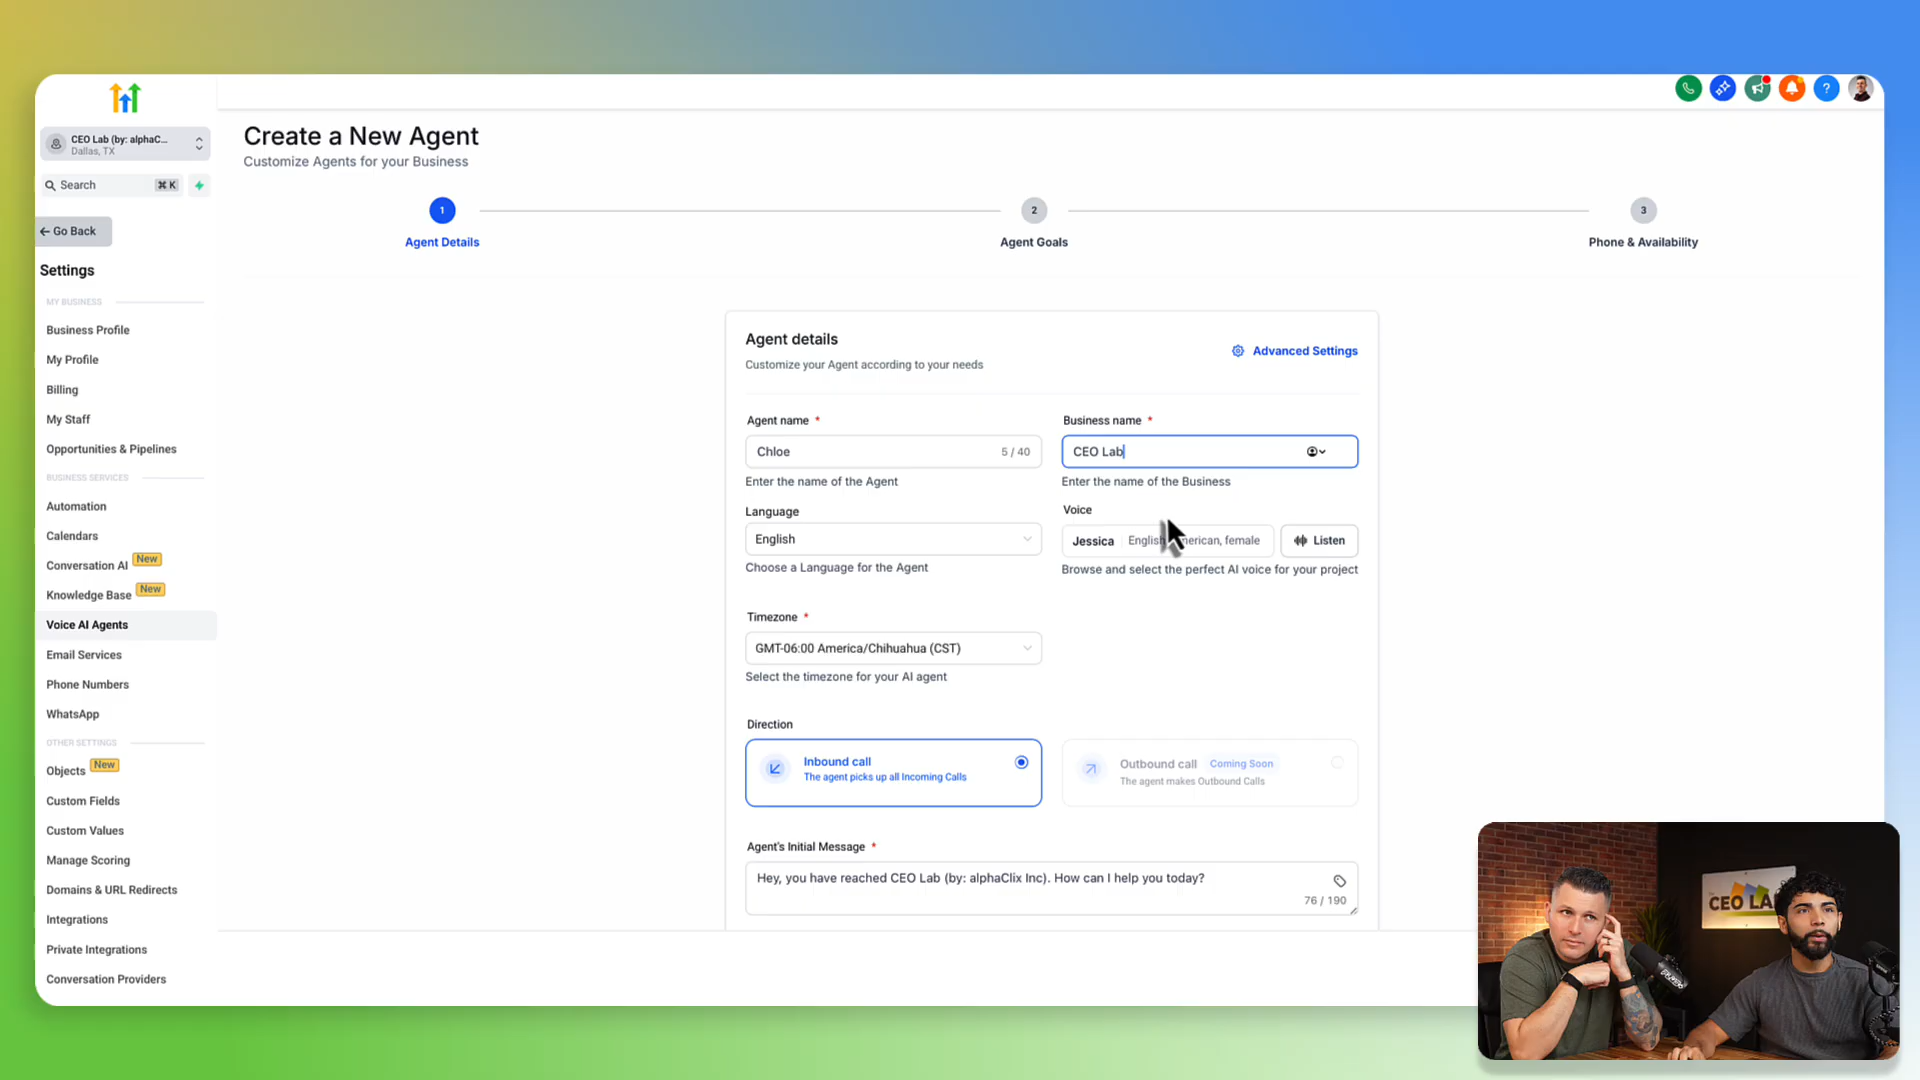 CEO Lab (by: alphaC...
Dallas, TX
Search
⌘ K
← Go Back
Settings
MY BUSINESS
Business Profile
My Profile
Billing
My Staff
Opportunities & Pipelines
BUSINESS SERVICES
Automation
Calendars
Conversation AI New
Knowledge Base New
Voice AI Agents
Email Services
Phone Numbers
WhatsApp
OTHER SETTINGS
Objects New
Custom Fields
Custom Values
Manage Scoring
Domains & URL Redirects
Integrations
Private Integrations
Conversation Providers
?
Create a New Agent
Customize Agents for your Business
1
2
3
Agent Details
Agent Goals
Phone & Availability
Agent details
Customize your Agent according to your needs
Advanced Settings
Agent name *
Business name *
Chloe
5 / 40
CEO Lab
Enter the name of the Agent
Enter the name of the Business
Language
Voice
English
Jessica
English, American, female
Listen
Choose a Language for the Agent
Browse and select the perfect AI voice for your project
Timezone *
GMT-06:00 America/Chihuahua (CST)
Select the timezone for your AI agent
Direction
Inbound call
The agent picks up all Incoming Calls
Outbound call Coming Soon
The agent makes Outbound Calls
Agent's Initial Message *
Hey, you have reached CEO Lab (by: alphaClix Inc). How can I help you today?
76 / 190
CEO LA